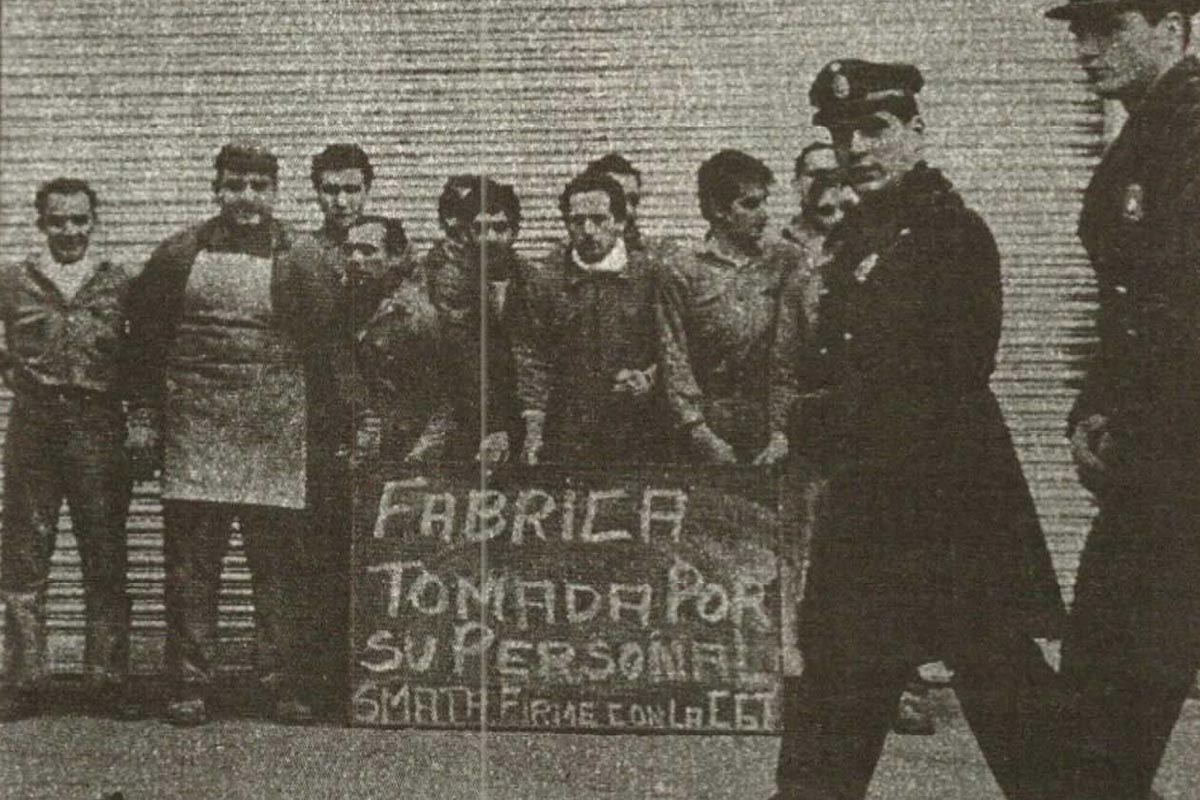 FABRICA
TOMADA POR
SU PERSONAL
SMATA FIRME CON LA CGT